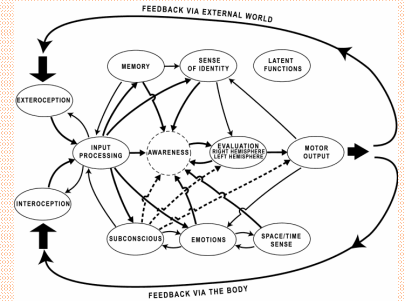 FEEDBACK VIA EXTERNAL WORLD
MEMORY
SENSE
OF IDENTITY
LATENT
FUNCTIONS
EXTEROCEPTION
INPUT
PROCESSING
AWARENESS
EVALUATION
RIGHT HEMISPHERE
LEFT HEMISPHERE
MOTOR
OUTPUT
INTEROCEPTION
SUBCONSCIOUS
EMOTIONS
SPACE/TIME
SENSE
FEEDBACK VIA THE BODY